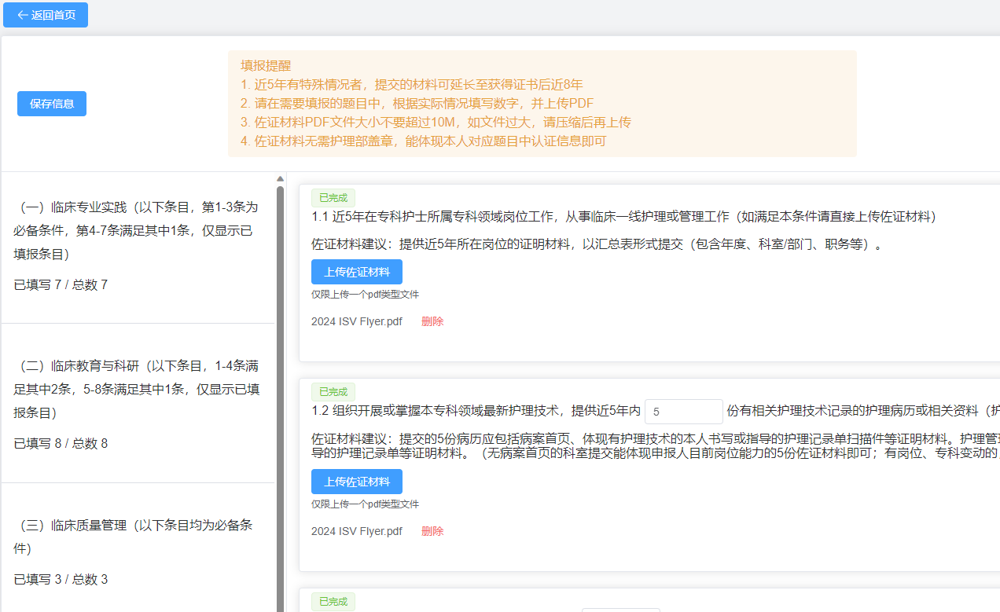 返回首页
保存信息
填报提醒
1. 近5年有特殊情况者，提交的材料可延长至获得证书后近8年
2. 请在需要填报的题目中，根据实际情况填写数字，并上传PDF
3. 佐证材料PDF文件大小不要超过10M，如文件过大，请压缩后再上传
4. 佐证材料无需护理部盖章，能体现本人对应题目中认证信息即可
（一）临床专业实践（以下条目，第1-3条为
必备条件，第4-7条满足其中1条，仅显示已
填报条目）
已填写 7 / 总数 7
（二）临床教育与科研（以下条目，1-4条满
足其中2条，5-8条满足其中1条，仅显示已填
报条目）
已填写 8 / 总数 8
（三）临床质量管理（以下条目均为必备条
件）
已填写 3 / 总数 3
已完成
1.1 近5年在专科护士所属专科领域岗位工作，从事临床一线护理或管理工作（如满足本条件请直接上传佐证材料）
佐证材料建议：提供近5年所在岗位的证明材料，以汇总表形式提交（包含年度、科室/部门、职务等）。
上传佐证材料
仅限上传一个pdf类型文件
2024 ISV Flyer.pdf 删除
已完成
1.2 组织开展或掌握本专科领域最新护理技术，提供近5年内 5 份有相关护理技术记录的护理病历或相关资料（护
佐证材料建议：提交的5份病历应包括病案首页、体现有护理技术的本人书写或指导的护理记录单扫描件等证明材料。护理管
导的护理记录单等证明材料。（无病案首页的科室提交能体现申报人目前岗位能力的5份佐证材料即可；有岗位、专科变动的，
上传佐证材料
仅限上传一个pdf类型文件
2024 ISV Flyer.pdf 删除
已完成